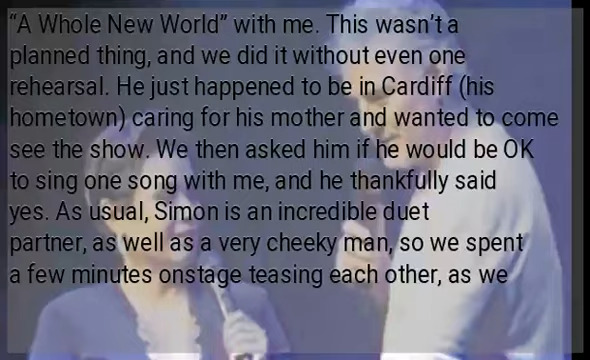 “A Whole New World” with me. This wasn’t a
planned thing, and we did it without even one
rehearsal. He just happened to be in Cardiff (his
hometown) caring for his mother and wanted to come
see the show. We then asked him if he would be OK
to sing one song with me, and he thankfully said
yes. As usual, Simon is an incredible duet
partner, as well as a very cheeky man, so we spent
a few minutes onstage teasing each other, as we